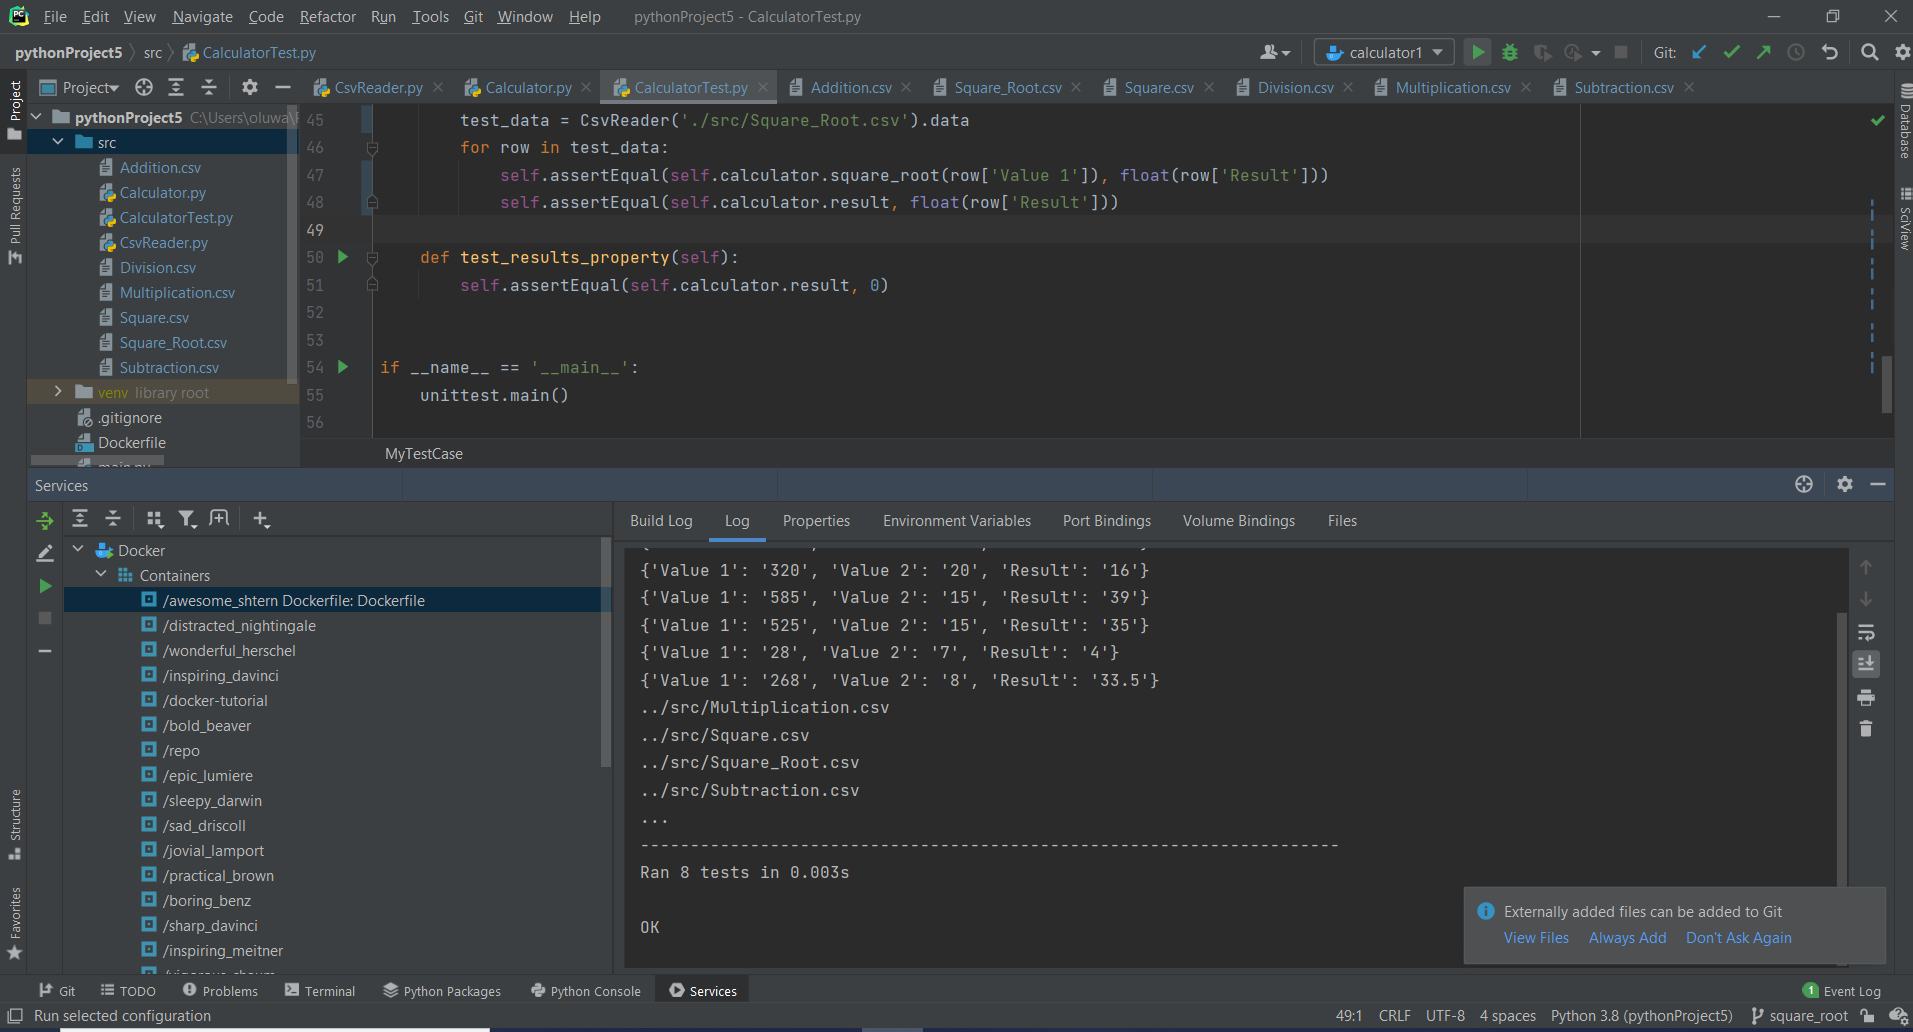 PC File Edit View Navigate Code Refactor Run Tools Git Window Help pythonProject5 - CalculatorTest.py
pythonProject5 src CalculatorTest.py calculator1 Git:
Project
CsvReader.py Calculator.py CalculatorTest.py Addition.csv Square_Root.csv Square.csv Division.csv Multiplication.csv Subtraction.csv
pythonProject5 C:\Users\oluwa\
src
Addition.csv
Calculator.py
CalculatorTest.py
CsvReader.py
Division.csv
Multiplication.csv
Square.csv
Square_Root.csv
Subtraction.csv
venv library root
.gitignore
Dockerfile
main.py
45 test_data = CsvReader('./src/Square_Root.csv').data
46 for row in test_data:
47 self.assertEqual(self.calculator.square_root(row['Value 1']), float(row['Result']))
48 self.assertEqual(self.calculator.result, float(row['Result']))
49
50 def test_results_property(self):
51 self.assertEqual(self.calculator.result, 0)
52
53
54 if __name__ == '__main__':
55 unittest.main()
56
MyTestCase
Project
Pull Requests
Structure
Favorites
Database
SciView
Services
Docker
Containers
/awesome_shtern Dockerfile: Dockerfile
/distracted_nightingale
/wonderful_herschel
/inspiring_davinci
/docker-tutorial
/bold_beaver
/repo
/epic_lumiere
/sleepy_darwin
/sad_driscoll
/jovial_lamport
/practical_brown
/boring_benz
/sharp_davinci
/inspiring_meitner
Build Log Log Properties Environment Variables Port Bindings Volume Bindings Files
{'Value 1': '320', 'Value 2': '20', 'Result': '16'}
{'Value 1': '585', 'Value 2': '15', 'Result': '39'}
{'Value 1': '525', 'Value 2': '15', 'Result': '35'}
{'Value 1': '28', 'Value 2': '7', 'Result': '4'}
{'Value 1': '268', 'Value 2': '8', 'Result': '33.5'}
../src/Multiplication.csv
../src/Square.csv
../src/Square_Root.csv
../src/Subtraction.csv
...
----------------------------------------------------------------------
Ran 8 tests in 0.003s
OK
Externally added files can be added to Git
View Files Always Add Don't Ask Again
Git TODO Problems Terminal Python Packages Python Console Services 1 Event Log
Run selected configuration 49:1 CRLF UTF-8 4 spaces Python 3.8 (pythonProject5) square_root